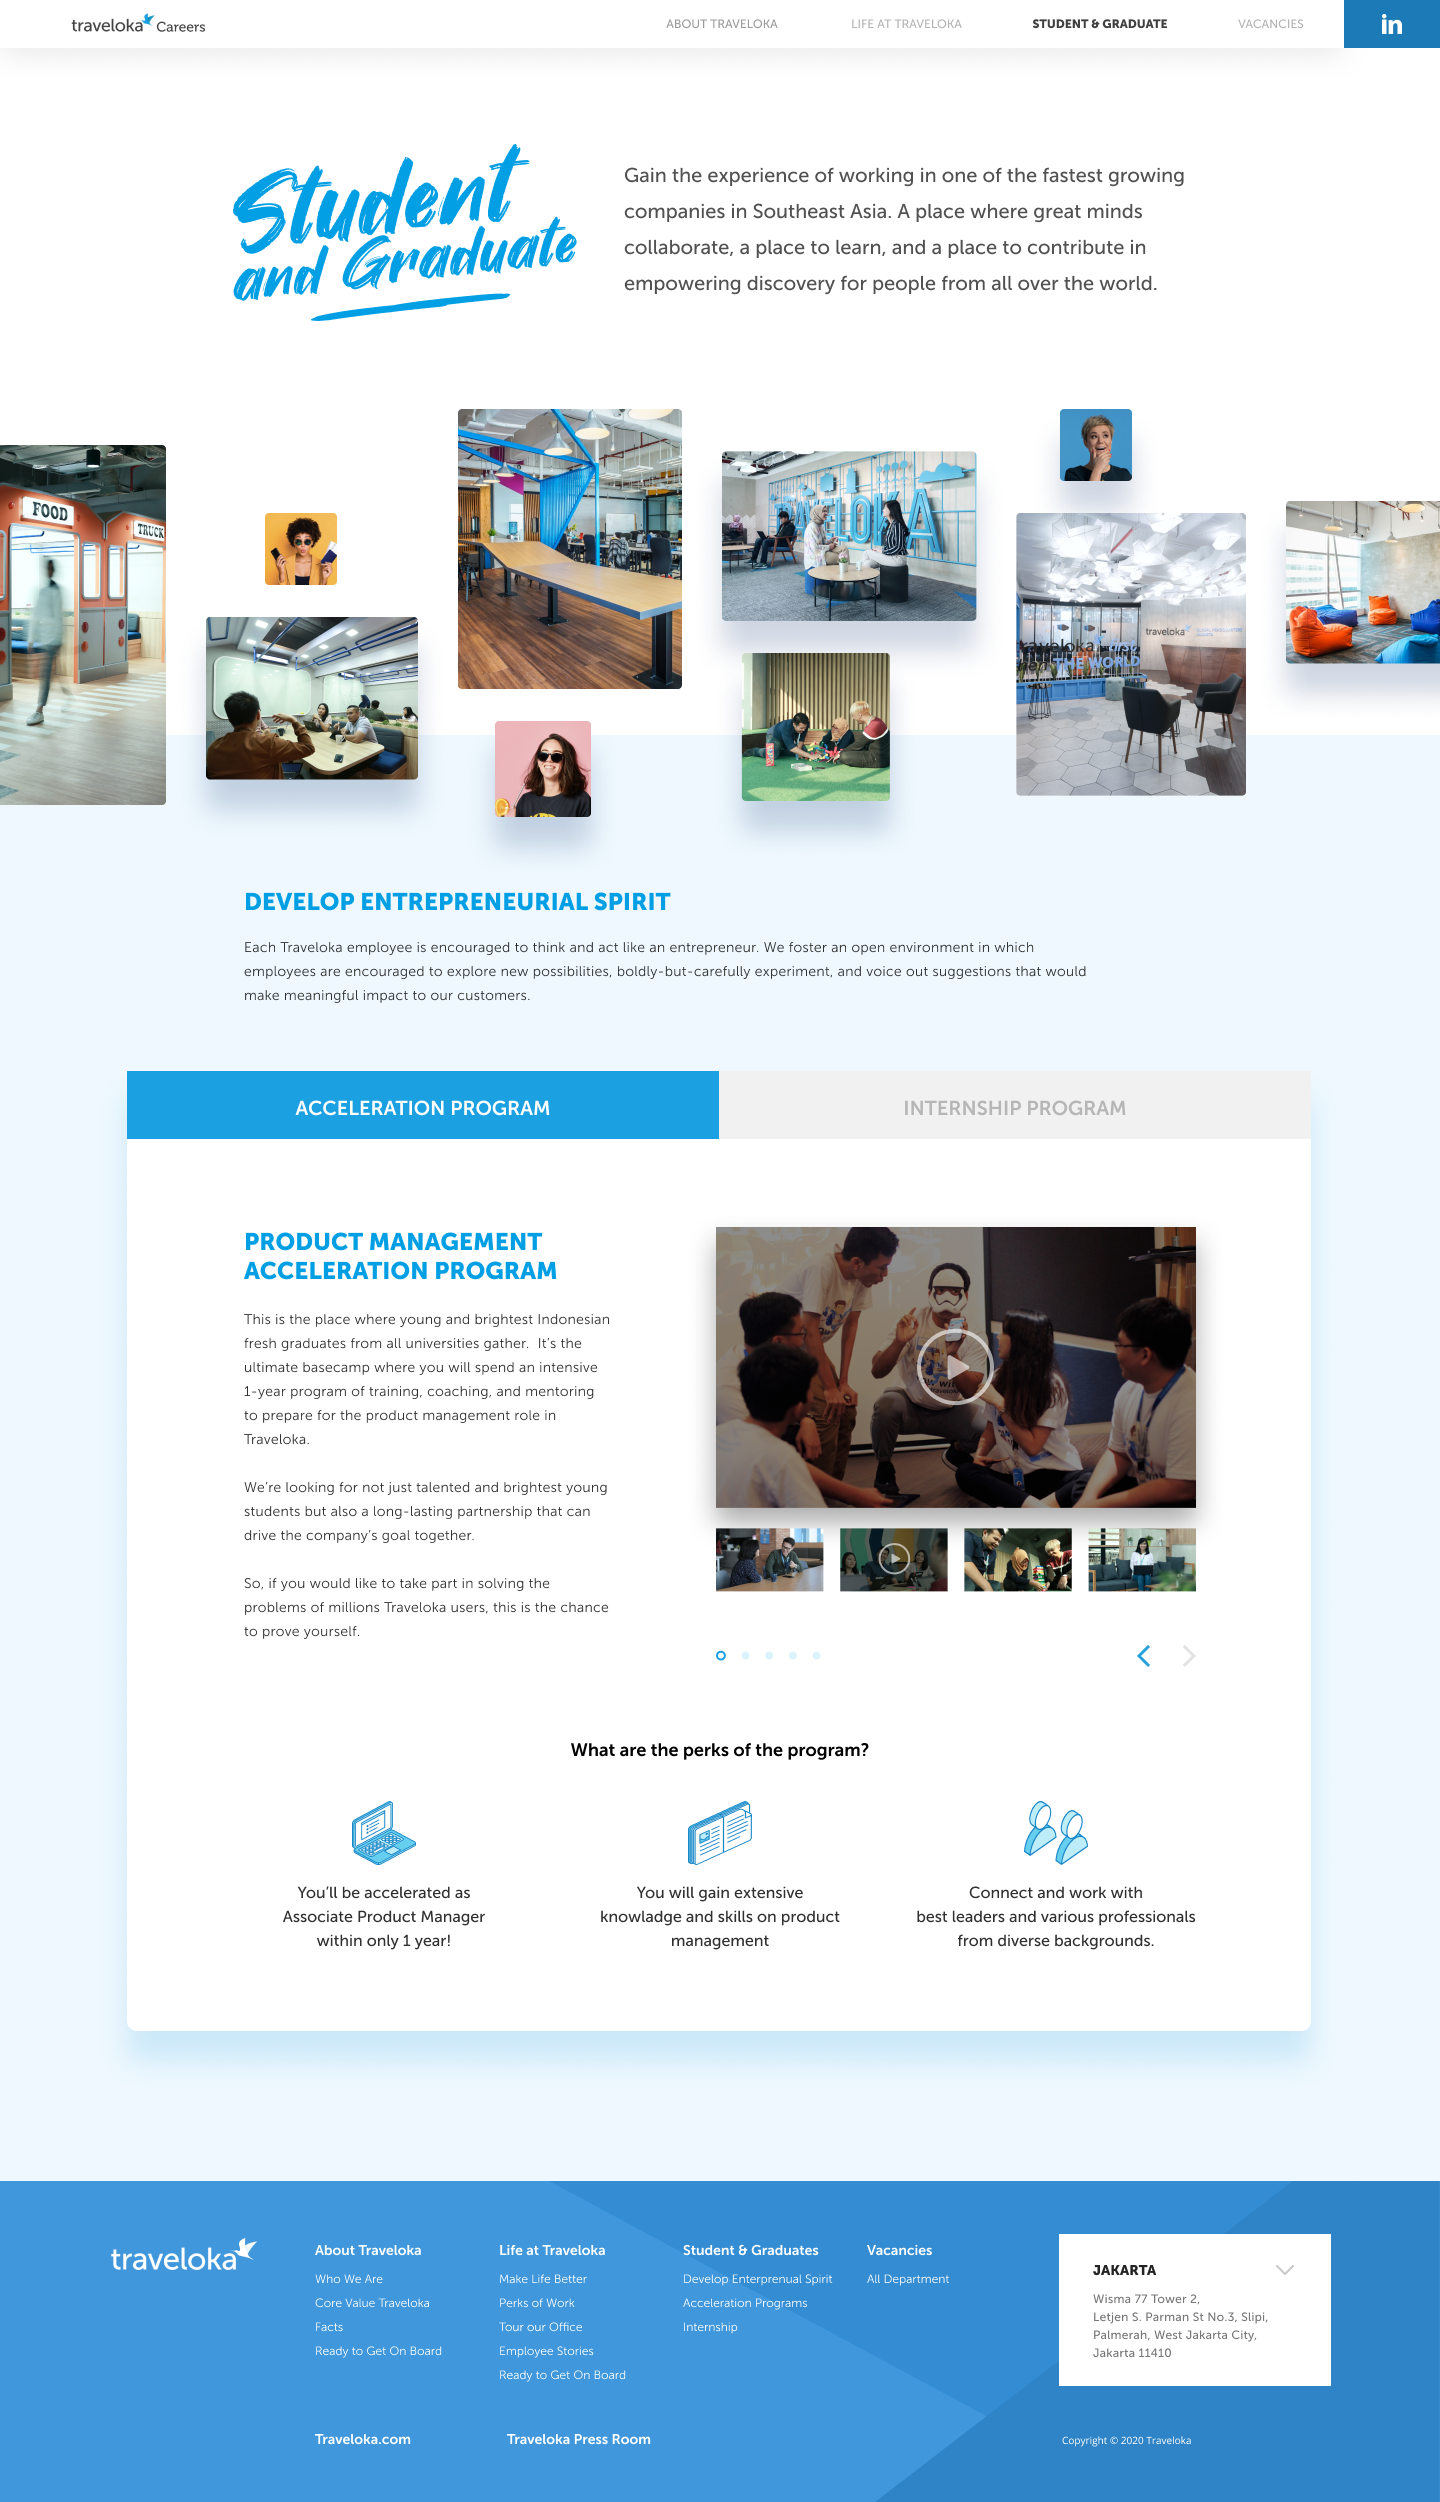 traveloka Careers
ABOUT TRAVELOKA
LIFE AT TRAVELOKA
STUDENT & GRADUATE
VACANCIES
in
Student
and Graduate
Gain the experience of working in one of the fastest growing
companies in Southeast Asia. A place where great minds
collaborate, a place to learn, and a place to contribute in
empowering discovery for people from all over the world.
FOOD
TRUCK
TRAVELOKA
traveloka
traveloka
THE WORLD
DEVELOP ENTREPRENEURIAL SPIRIT
Each Traveloka employee is encouraged to think and act like an entrepreneur. We foster an open environment in which
employees are encouraged to explore new possibilities, boldly-but-carefully experiment, and voice out suggestions that would
make meaningful impact to our customers.
ACCELERATION PROGRAM
INTERNSHIP PROGRAM
PRODUCT MANAGEMENT
ACCELERATION PROGRAM
This is the place where young and brightest Indonesian
fresh graduates from all universities gather.  It's the
ultimate basecamp where you will spend an intensive
1-year program of training, coaching, and mentoring
to prepare for the product management role in
Traveloka.
We're looking for not just talented and brightest young
students but also a long-lasting partnership that can
drive the company's goal together.
So, if you would like to take part in solving the
problems of millions Traveloka users, this is the chance
to prove yourself.
What are the perks of the program?
You'll be accelerated as
Associate Product Manager
within only 1 year!
You will gain extensive
knowladge and skills on product
management
Connect and work with
best leaders and various professionals
from diverse backgrounds.
traveloka
About Traveloka
Who We Are
Core Value Traveloka
Facts
Ready to Get On Board
Life at Traveloka
Make Life Better
Perks of Work
Tour our Office
Employee Stories
Ready to Get On Board
Student & Graduates
Develop Enterprenual Spirit
Acceleration Programs
Internship
Vacancies
All Department
JAKARTA
Wisma 77 Tower 2,
Letjen S. Parman St No.3, Slipi,
Palmerah, West Jakarta City,
Jakarta 11410
Traveloka.com
Traveloka Press Room
Copyright © 2020 Traveloka